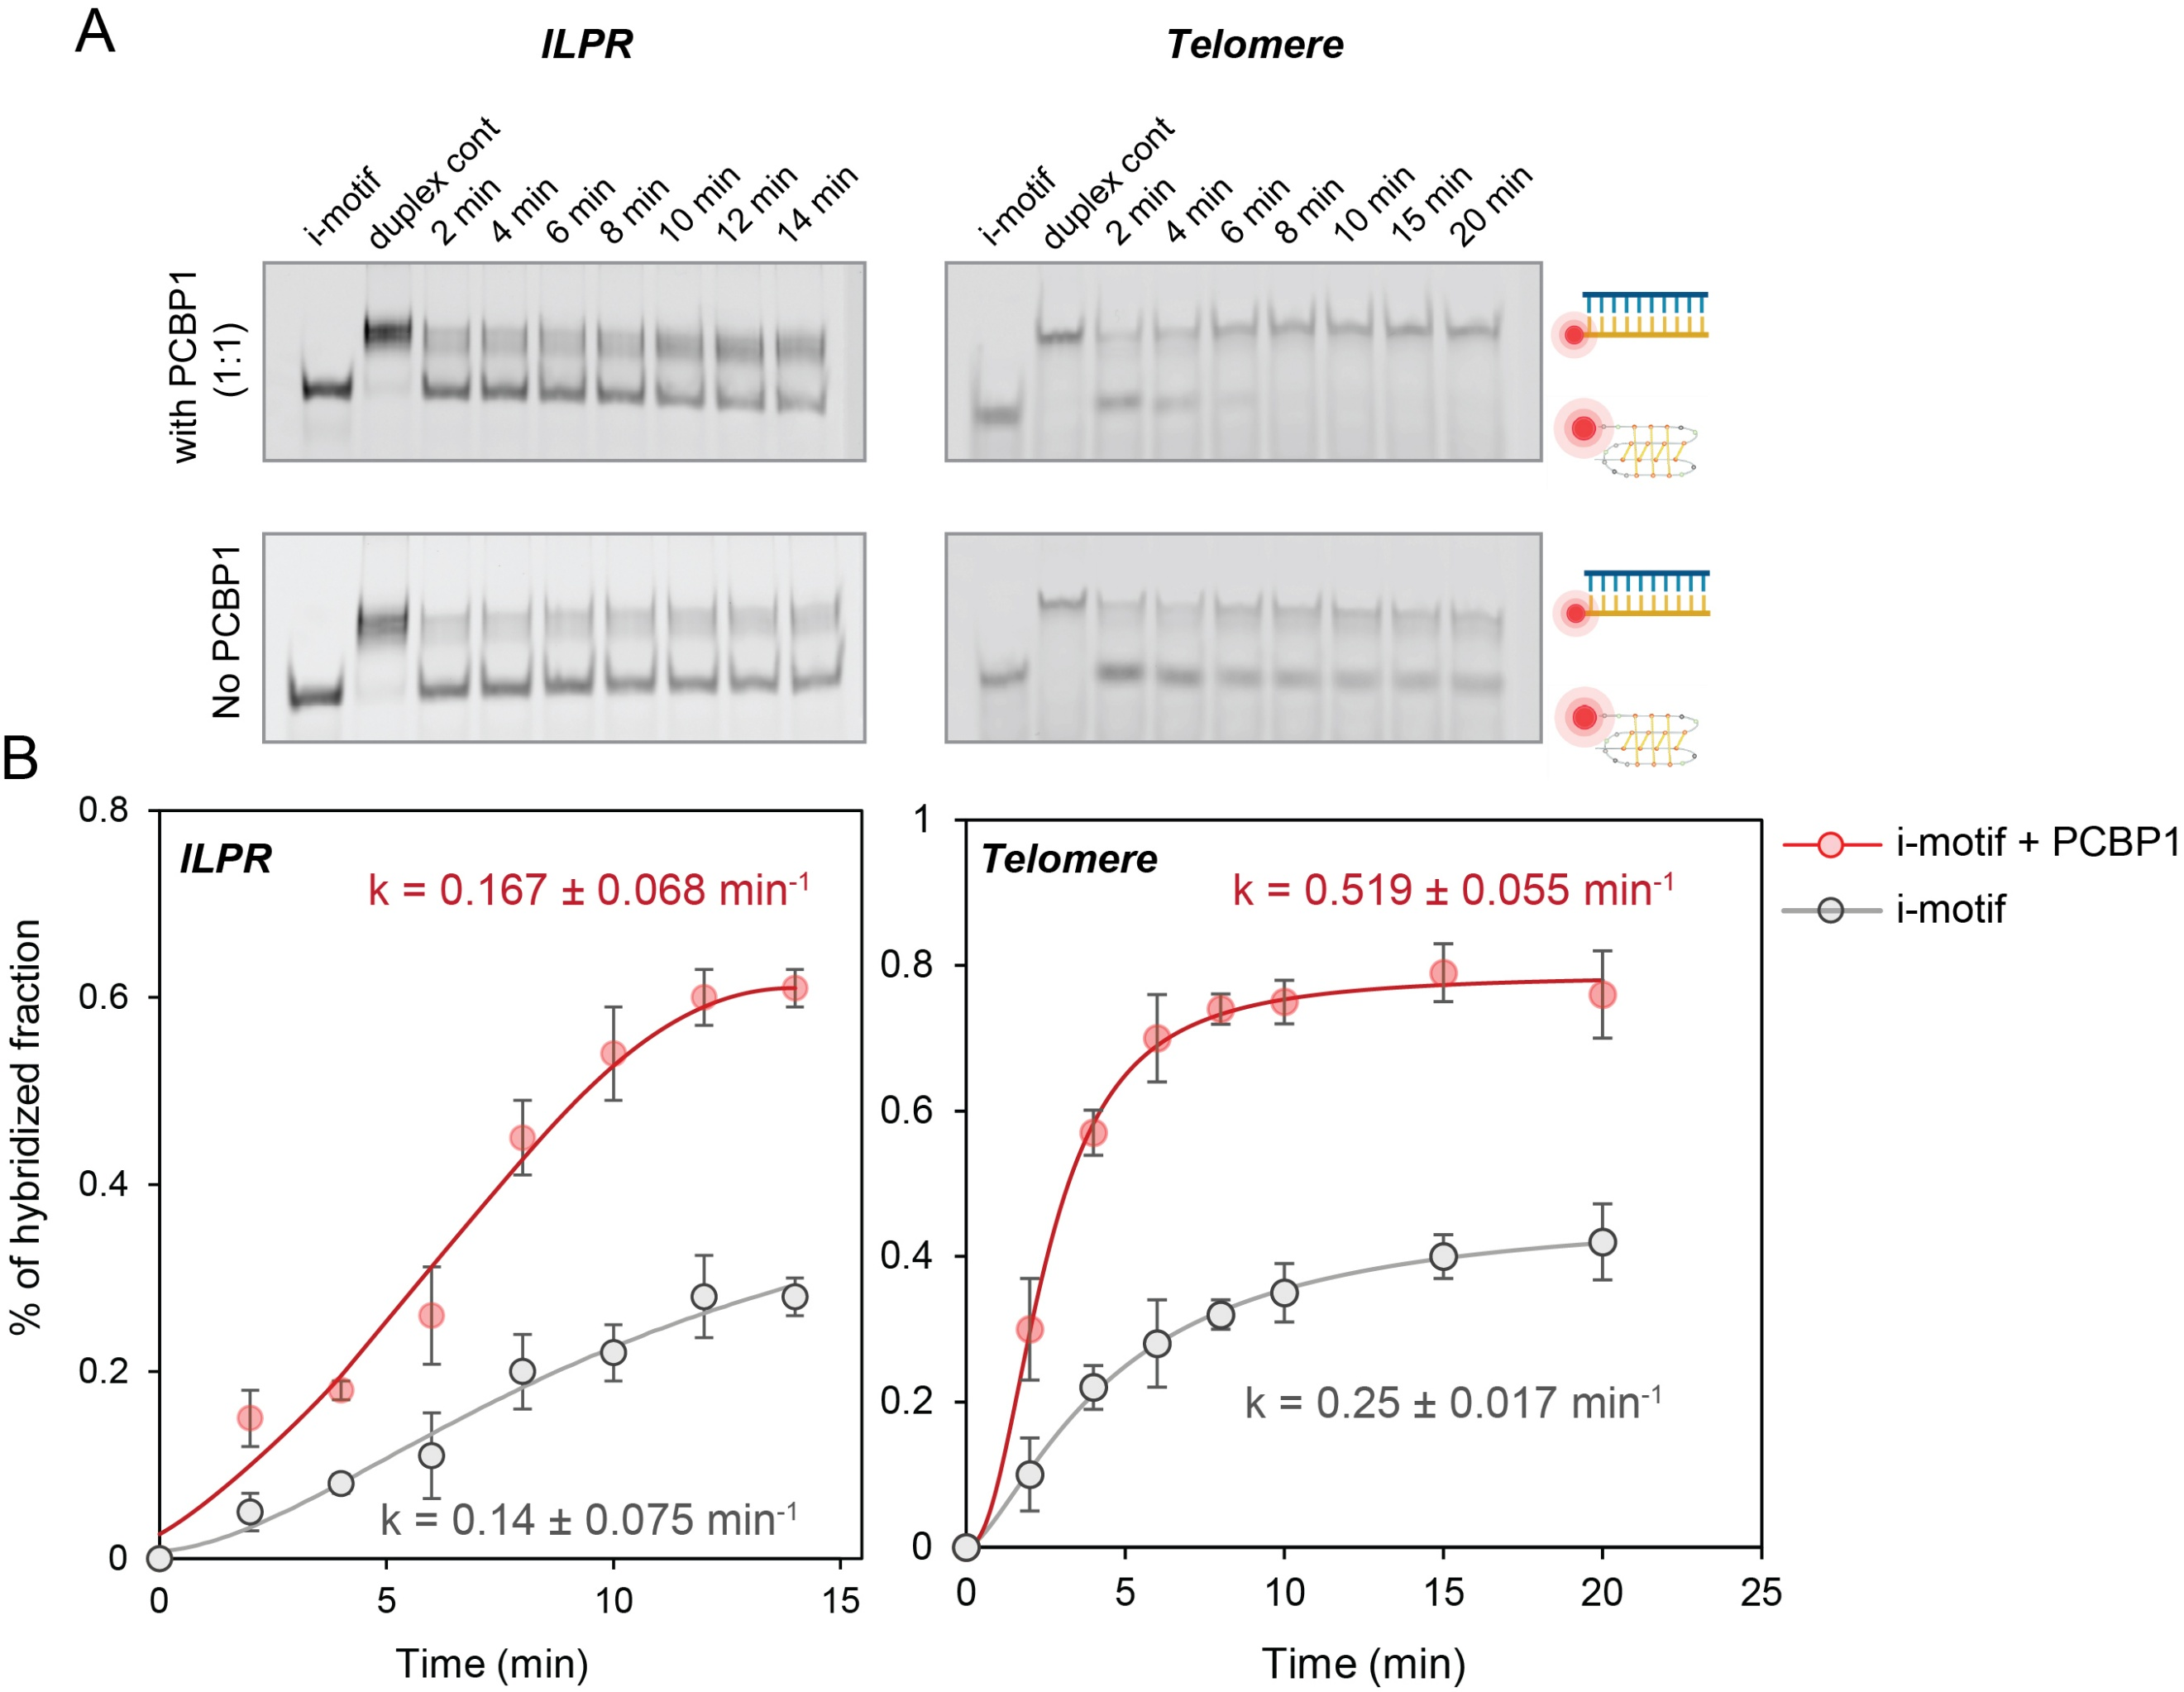 A
ILPR
Telomere
i-motif
duplex cont
2 min
4 min
6 min
8 min
10 min
12 min
14 min
i-motif
duplex cont
2 min
4 min
6 min
8 min
10 min
15 min
20 min
with PCBP1
(1:1)
No PCBP1
B
ILPR
k = 0.167 ± 0.068 min-1
k = 0.14 ± 0.075 min-1
0.8
0.6
0.4
0.2
0
0
5
10
15
% of hybridized fraction
Time (min)
Telomere
k = 0.519 ± 0.055 min-1
k = 0.25 ± 0.017 min-1
1
0.8
0.6
0.4
0.2
0
0
5
10
15
20
25
Time (min)
i-motif + PCBP1
i-motif